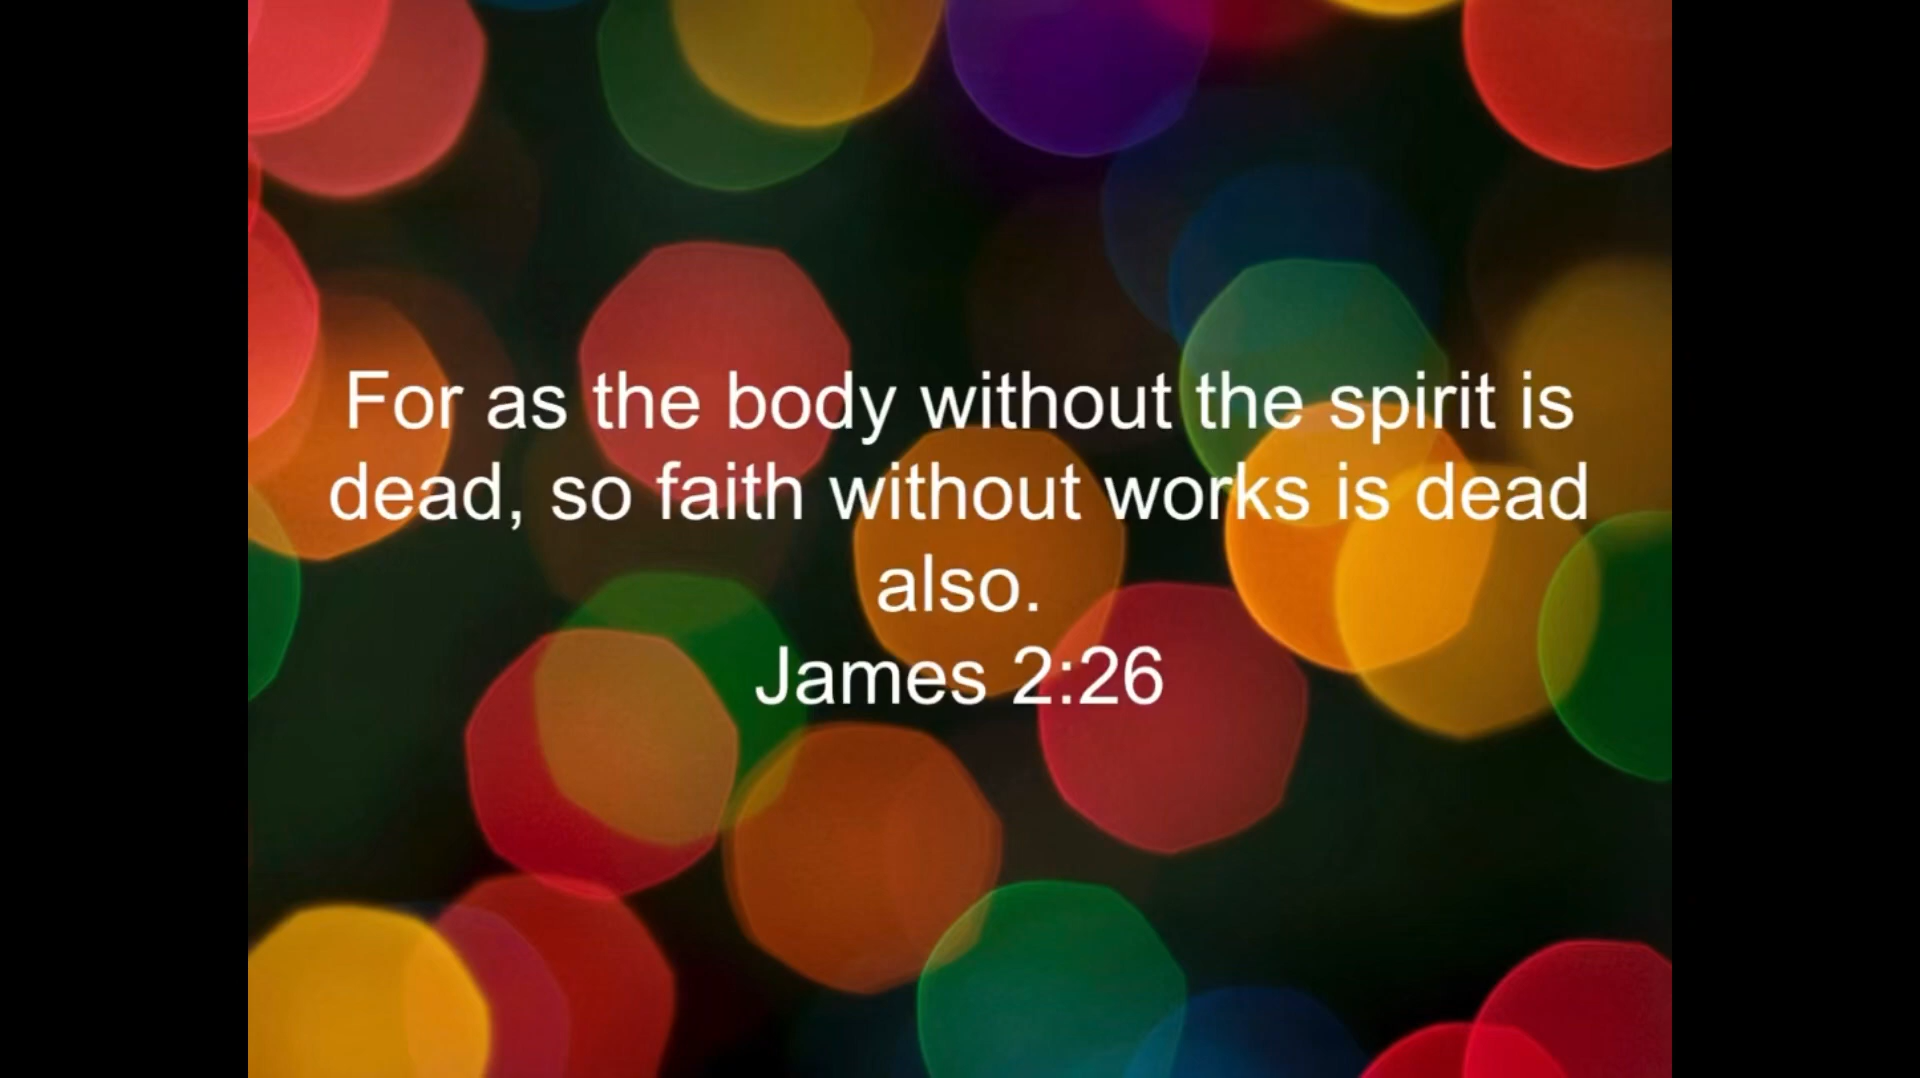 For as the body without the spirit is
dead, so faith without works is dead
also.
James 2:26